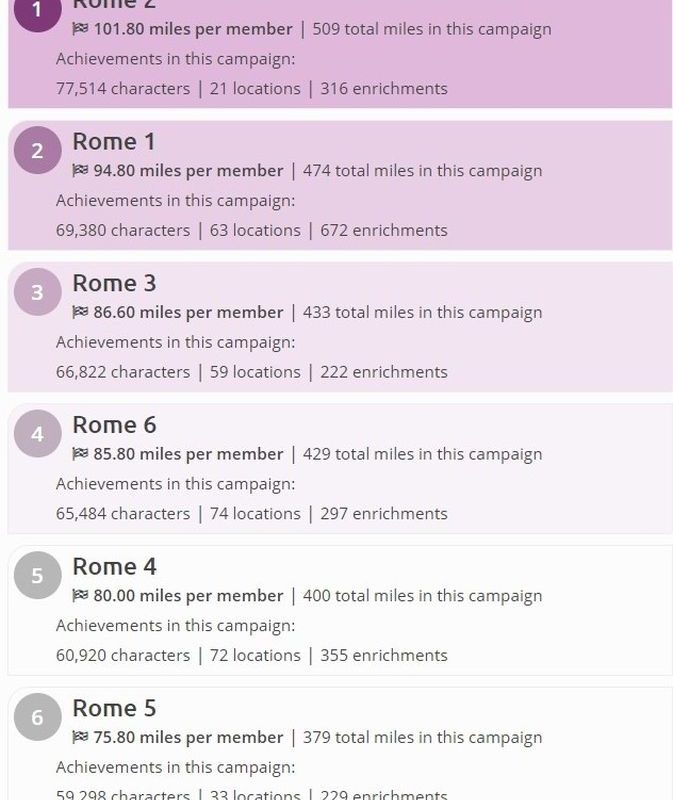 1
Rome 2
101.80 miles per member | 509 total miles in this campaign
Achievements in this campaign:
77,514 characters | 21 locations | 316 enrichments
2
Rome 1
94.80 miles per member | 474 total miles in this campaign
Achievements in this campaign:
69,380 characters | 63 locations | 672 enrichments
3
Rome 3
86.60 miles per member | 433 total miles in this campaign
Achievements in this campaign:
66,822 characters | 59 locations | 222 enrichments
4
Rome 6
85.80 miles per member | 429 total miles in this campaign
Achievements in this campaign:
65,484 characters | 74 locations | 297 enrichments
5
Rome 4
80.00 miles per member | 400 total miles in this campaign
Achievements in this campaign:
60,920 characters | 72 locations | 355 enrichments
6
Rome 5
75.80 miles per member | 379 total miles in this campaign
Achievements in this campaign:
59,298 characters | 33 locations | 229 enrichments